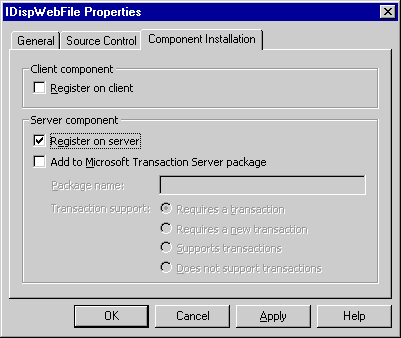 IDispWebFile Properties
General Source Control Component Installation
Client component
Register on client
Server component
Register on server
Add to Microsoft Transaction Server package
Package name:
Transaction support: Requires a transaction
Requires a new transaction
Supports transactions
Does not support transactions
OK Cancel Apply Help